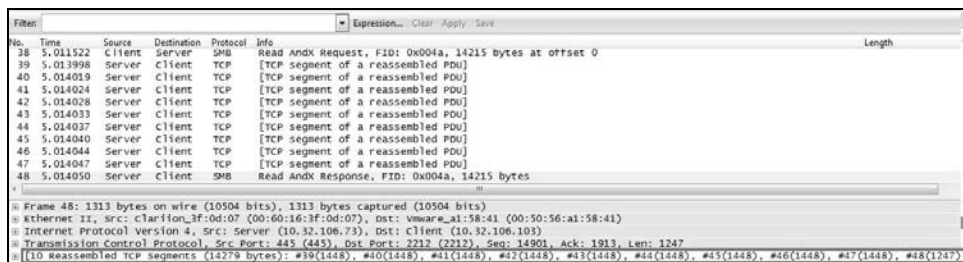 Filter: Expression... Clear Apply Save
No. Time Source Destination Protocol Info Length
38 5.011522 Client Server SMB Read AndX Request, FID: 0x004a, 14215 bytes at offset 0
39 5.013998 Server Client TCP [TCP segment of a reassembled PDU]
40 5.014019 Server Client TCP [TCP segment of a reassembled PDU]
41 5.014024 Server Client TCP [TCP segment of a reassembled PDU]
42 5.014028 Server Client TCP [TCP segment of a reassembled PDU]
43 5.014033 Server Client TCP [TCP segment of a reassembled PDU]
44 5.014037 Server Client TCP [TCP segment of a reassembled PDU]
45 5.014040 Server Client TCP [TCP segment of a reassembled PDU]
46 5.014044 Server Client TCP [TCP segment of a reassembled PDU]
47 5.014047 Server Client TCP [TCP segment of a reassembled PDU]
48 5.014050 Server Client SMB Read AndX Response, FID: 0x004a, 14215 bytes
Frame 48: 1313 bytes on wire (10504 bits), 1313 bytes captured (10504 bits)
Ethernet II, Src: Clariion_3f:0d:07 (00:60:16:3f:0d:07), Dst: Vmware_a1:58:41 (00:50:56:a1:58:41)
Internet Protocol Version 4, Src: Server (10.32.106.73), Dst: Client (10.32.106.103)
Transmission Control Protocol, Src Port: 445 (445), Dst Port: 2212 (2212), Seq: 14901, Ack: 1913, Len: 1247
[10 Reassembled TCP Segments (14279 bytes): #39(1448), #40(1448), #41(1448), #42(1448), #43(1448), #44(1448), #45(1448), #46(1448), #47(1448), #48(1247)]